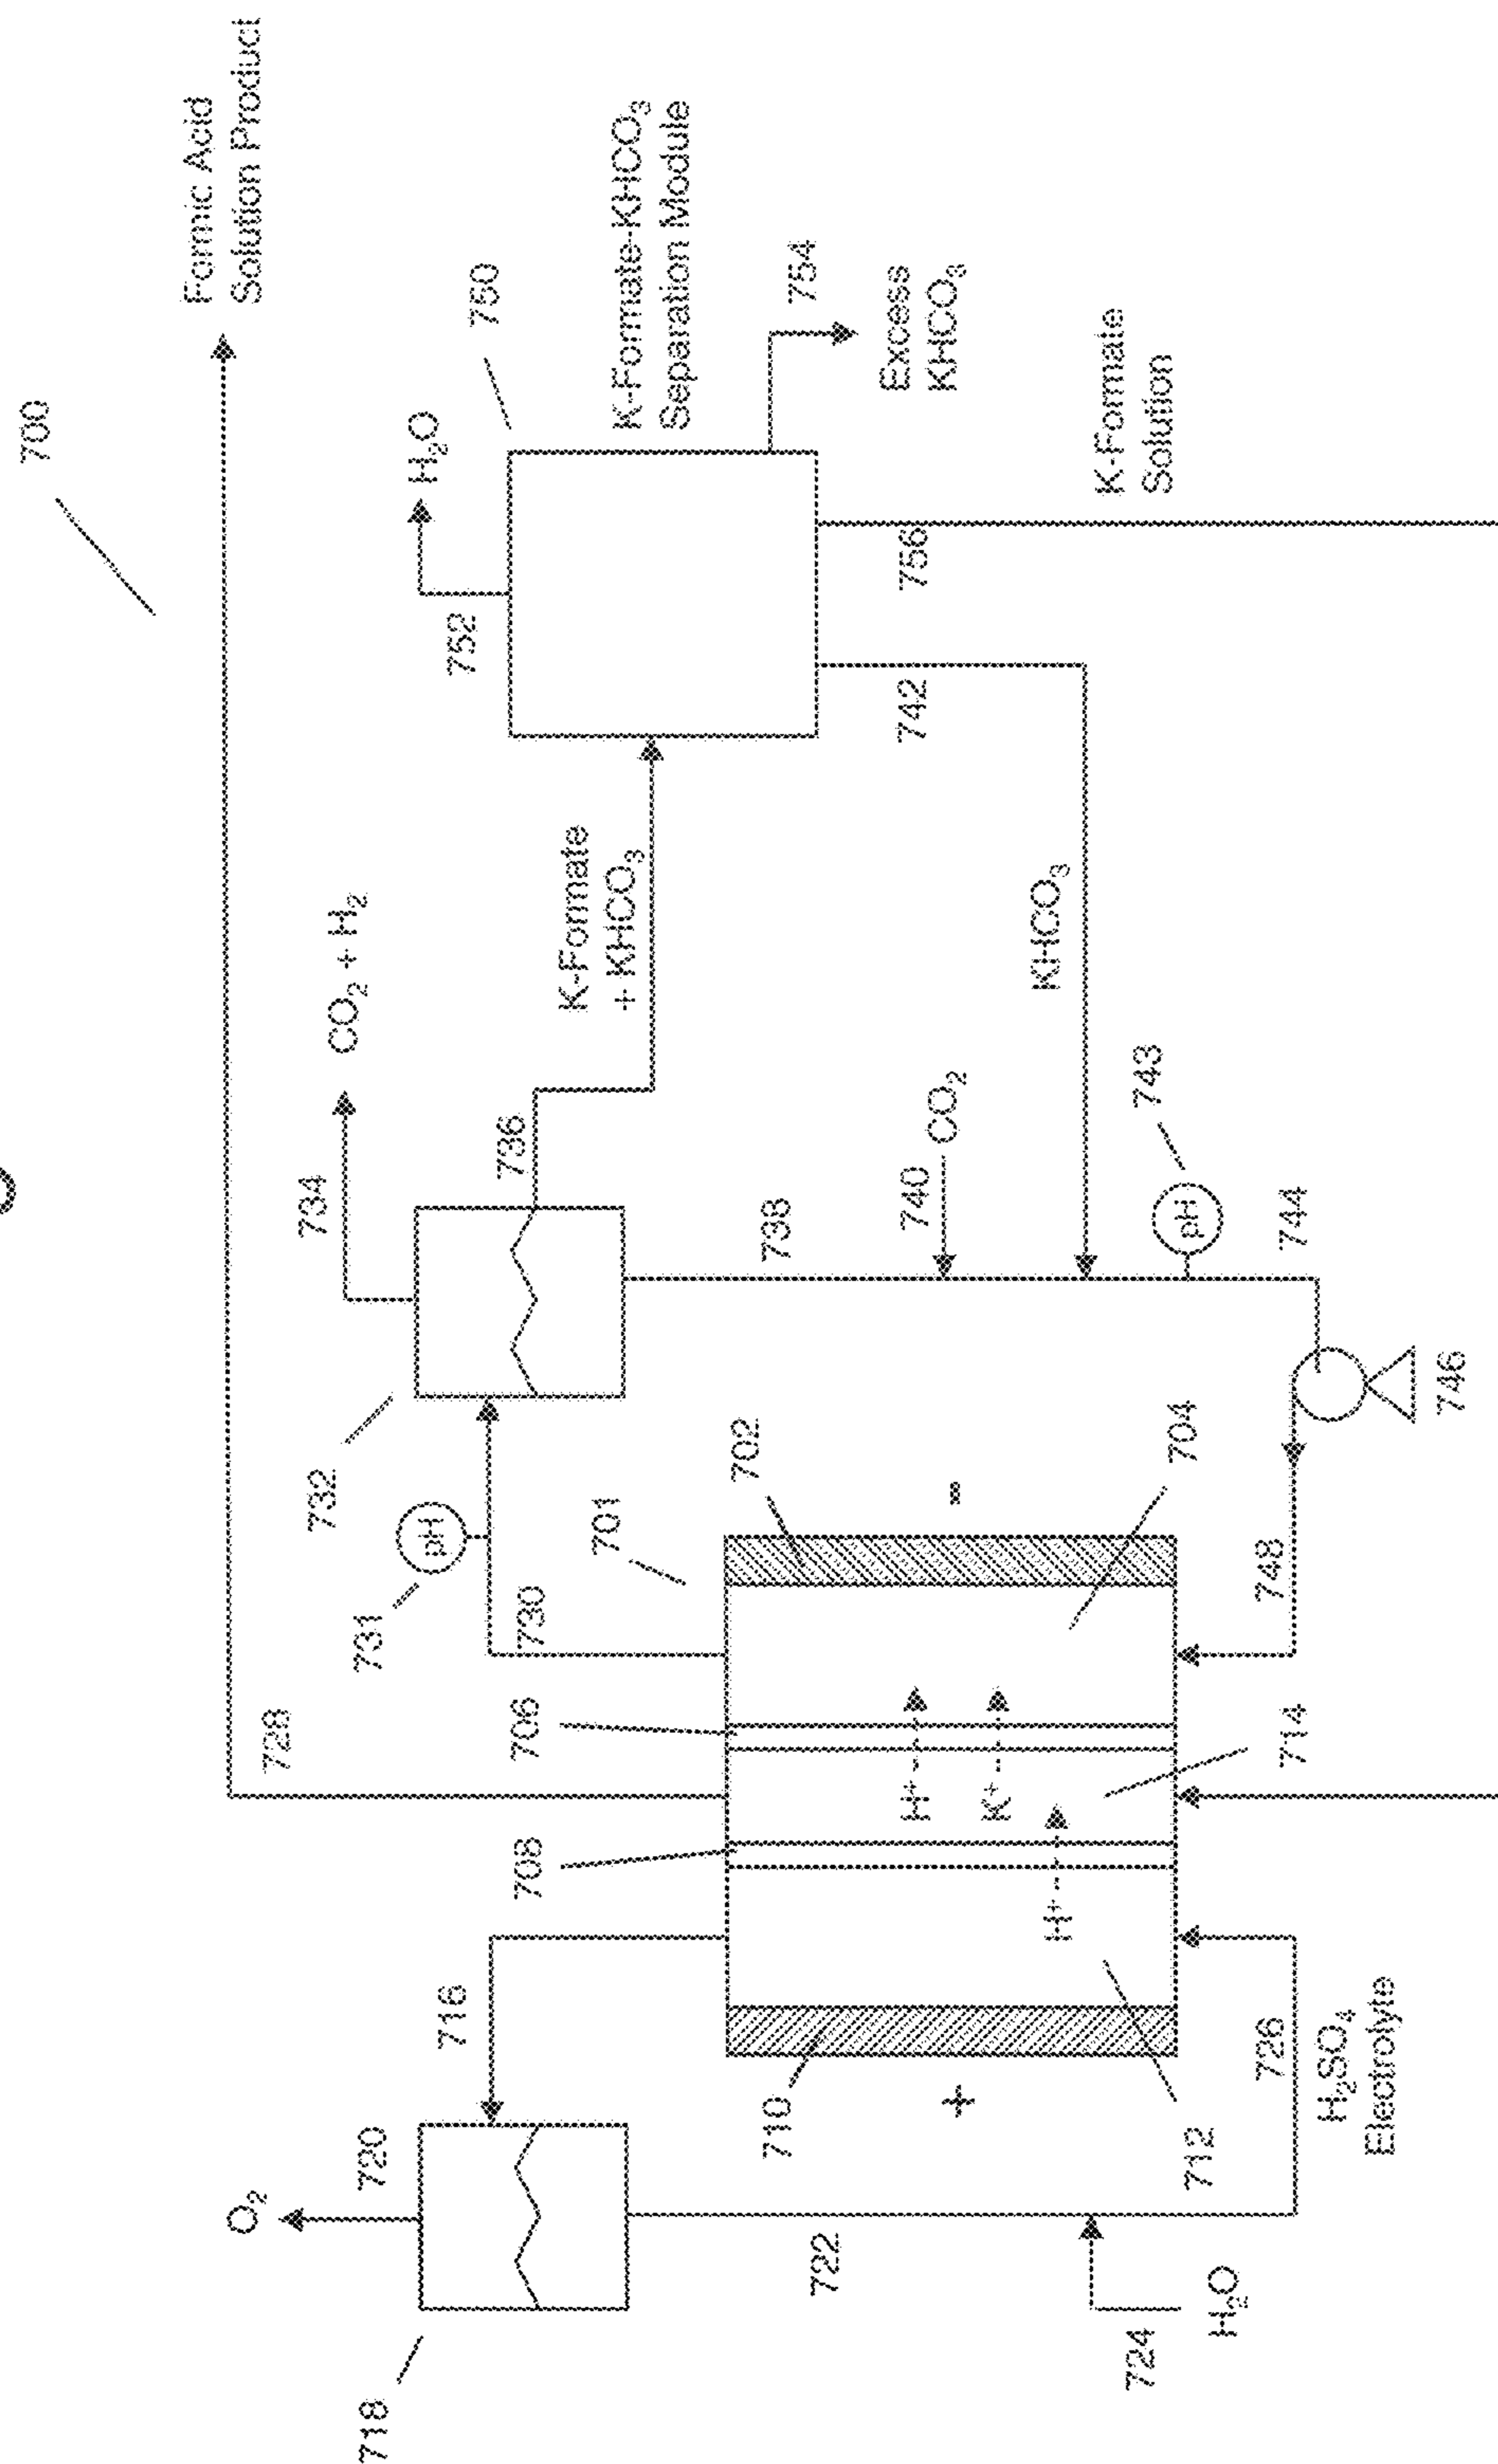 700
Formic Acid
Solution Product
728
O₂
720
718
716
722
724
H₂O
726
H₂SO₄
Electrolyte
710
+
712
708
706
H⁺
H⁺
K⁺
714
701
702
-
704
730
731
pH
732
734
CO₂ + H₂
736
K-Formate
+ KHCO₃
738
740
CO₂
KHCO₃
743
pH
744
746
748
750
K-Formate-KHCO₃
Separation Module
752
H₂O
754
Excess
KHCO₃
742
756
K-Formate
Solution